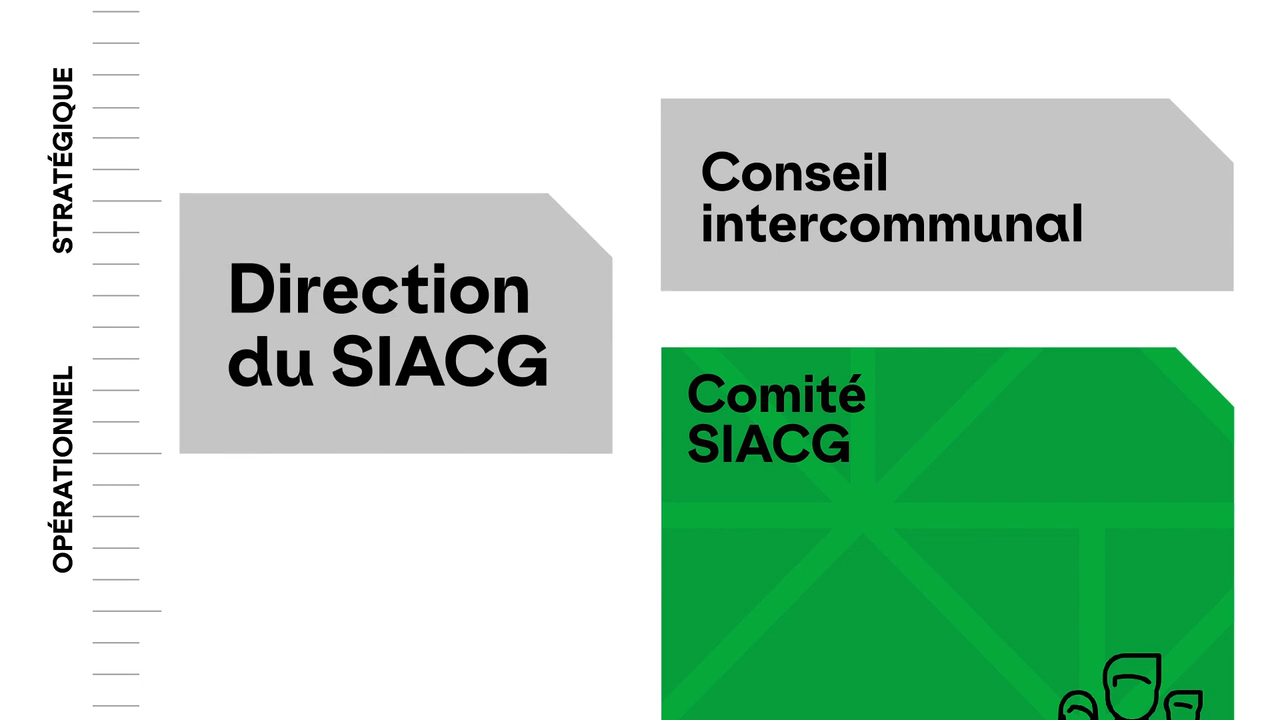 STRATÉGIQUE
OPÉRATIONNEL
Direction
du SIACG
Conseil
intercommunal
Comité
SIACG